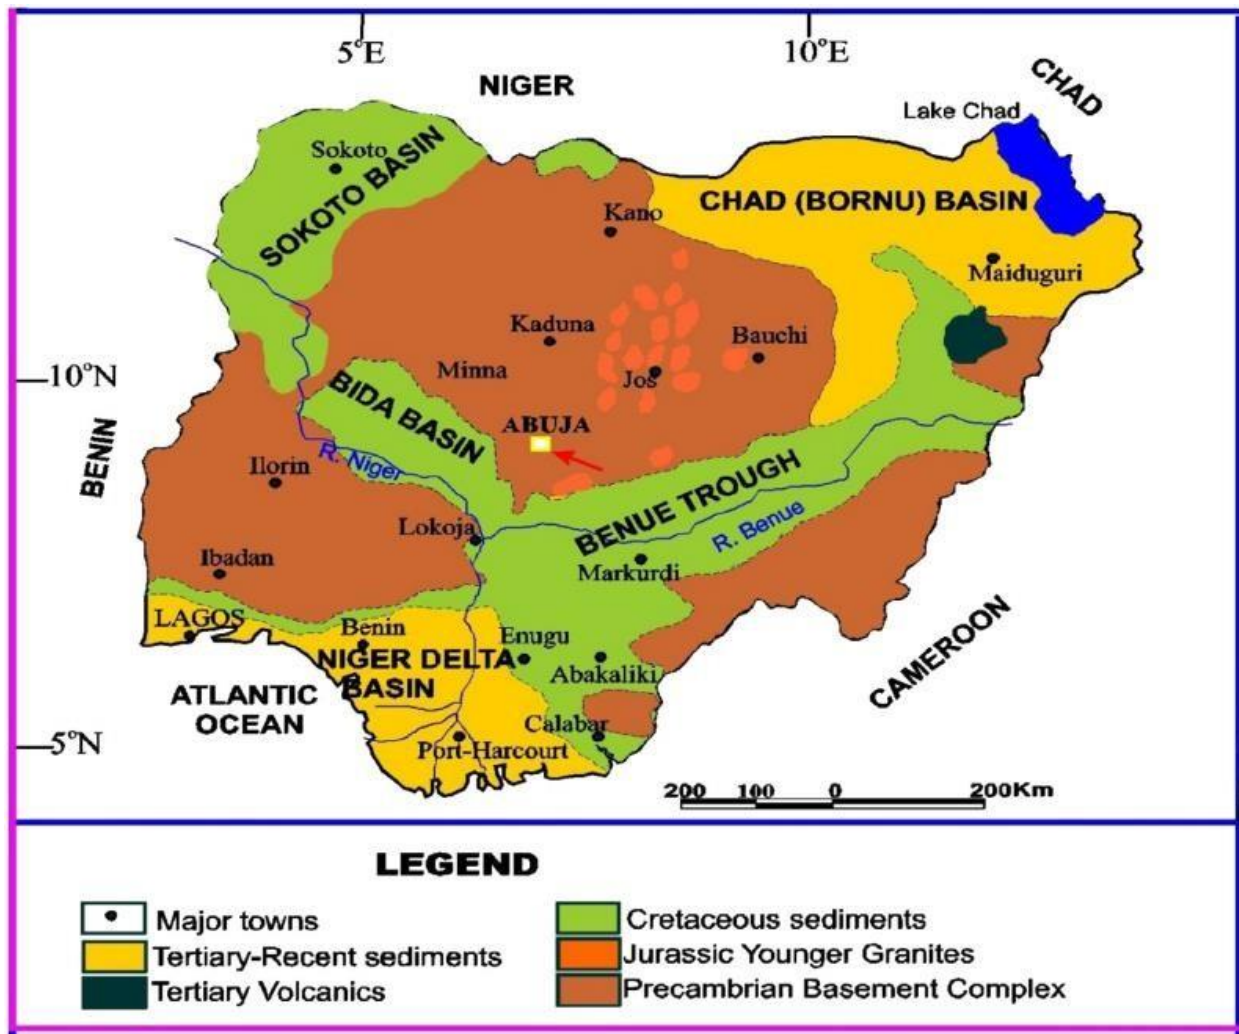 5°E
10°E
NIGER
CHAD
Lake Chad
Sokoto
SOKOTO BASIN
CHAD (BORNU) BASIN
Kano
Maiduguri
Kaduna
Bauchi
Minna
Jos
10°N
BIDA BASIN
ABUJA
BENIN
R. Niger
Ilorin
BENUE TROUGH
Lokoja
R. Benue
Ibadan
Markurdi
LAGOS
Benin
Enugu
NIGER DELTA
BASIN
Abakaliki
CAMEROON
ATLANTIC
OCEAN
Calabar
5°N
Port-Harcourt
200 100 0 200Km
LEGEND
Major towns
Cretaceous sediments
Tertiary-Recent sediments
Jurassic Younger Granites
Tertiary Volcanics
Precambrian Basement Complex